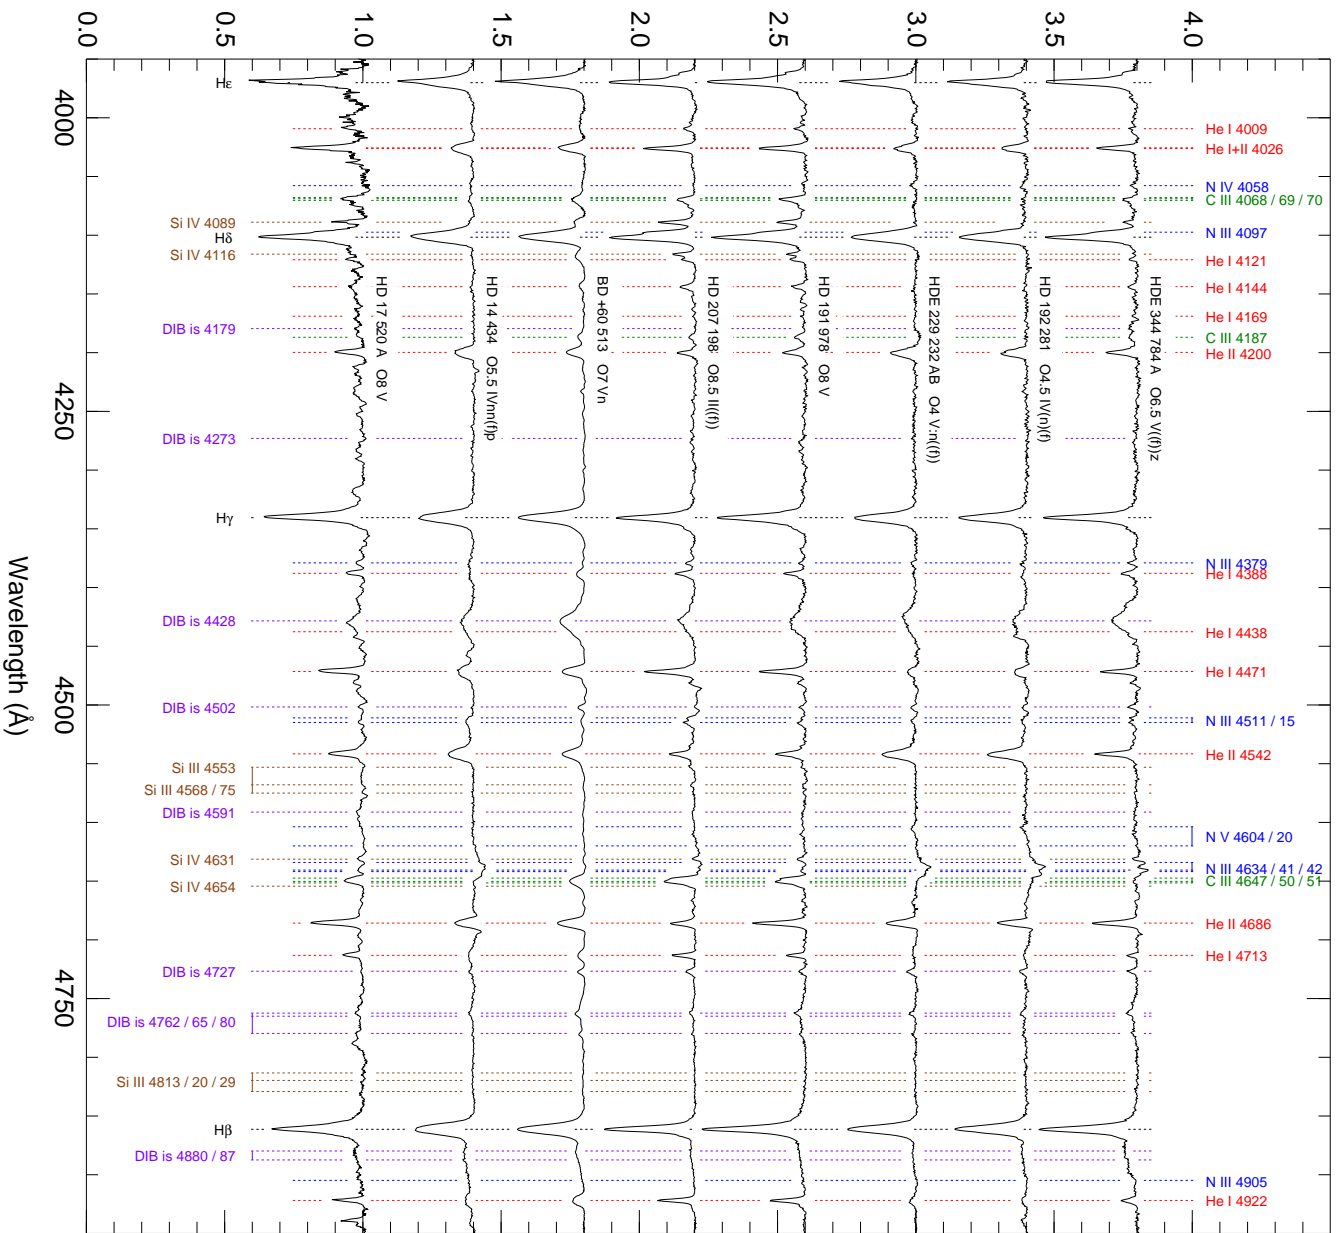 0.0
0.5
1.0
1.5
2.0
2.5
3.0
3.5
4.0
4000
4250
4500
4750
Wavelength (Å)
Hε
Si IV 4089
Hδ
Si IV 4116
DIB is 4179
DIB is 4273
Hγ
DIB is 4428
DIB is 4502
Si III 4553
Si III 4568 / 75
DIB is 4591
Si IV 4631
Si IV 4654
DIB is 4727
DIB is 4762 / 65 / 80
Si III 4813 / 20 / 29
Hβ
DIB is 4880 / 87
HD 17 520 A O8 V
HD 14 434 O5.5 IVnn(f)p
BD +60 513 O7 Vn
HD 207 198 O8.5 II((f))
HD 191 978 O8 V
HDE 229 232 AB O4 V:n((f))
HD 192 281 O4.5 IV(n)(f)
HDE 344 784 A O6.5 V((f))z
He I 4009
He I+II 4026
N IV 4058
C III 4068 / 69 / 70
N III 4097
He I 4121
He I 4144
He I 4169
C III 4187
He II 4200
N III 4379
He I 4388
He I 4438
He I 4471
N III 4511 / 15
He II 4542
N V 4604 / 20
N III 4634 / 41 / 42
C III 4647 / 50 / 51
He II 4686
He I 4713
N III 4905
He I 4922